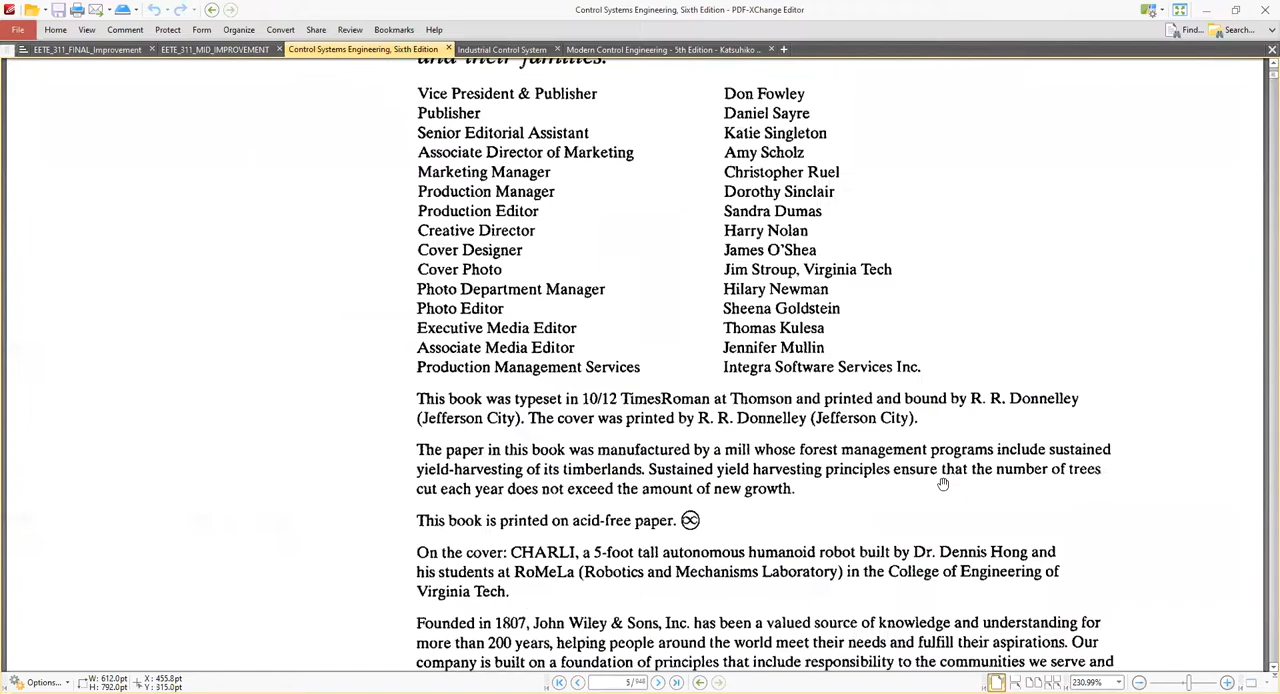 Control Systems Engineering, Sixth Edition - PDF-XChange Editor
File Home View Comment Protect Form Organize Convert Share Review Bookmarks Help Find... Search...
EETE_311_FINAL_Improvement EETE_311_MID_IMPROVEMENT Control Systems Engineering, Sixth Edition Industrial Control System Modern Control Engineering - 5th Edition - Katsuhiko ..
and their families.
Vice President & Publisher Don Fowley
Publisher Daniel Sayre
Senior Editorial Assistant Katie Singleton
Associate Director of Marketing Amy Scholz
Marketing Manager Christopher Ruel
Production Manager Dorothy Sinclair
Production Editor Sandra Dumas
Creative Director Harry Nolan
Cover Designer James O'Shea
Cover Photo Jim Stroup, Virginia Tech
Photo Department Manager Hilary Newman
Photo Editor Sheena Goldstein
Executive Media Editor Thomas Kulesa
Associate Media Editor Jennifer Mullin
Production Management Services Integra Software Services Inc.
This book was typeset in 10/12 TimesRoman at Thomson and printed and bound by R. R. Donnelley
(Jefferson City). The cover was printed by R. R. Donnelley (Jefferson City).
The paper in this book was manufactured by a mill whose forest management programs include sustained
yield-harvesting of its timberlands. Sustained yield harvesting principles ensure that the number of trees
cut each year does not exceed the amount of new growth.
This book is printed on acid-free paper.
On the cover: CHARLI, a 5-foot tall autonomous humanoid robot built by Dr. Dennis Hong and
his students at RoMeLa (Robotics and Mechanisms Laboratory) in the College of Engineering of
Virginia Tech.
Founded in 1807, John Wiley & Sons, Inc. has been a valued source of knowledge and understanding for
more than 200 years, helping people around the world meet their needs and fulfill their aspirations. Our
company is built on a foundation of principles that include responsibility to the communities we serve and
Options... W: 612.0pt X: 455.8pt 5/948 230.99%
H: 792.0pt Y: 315.0pt